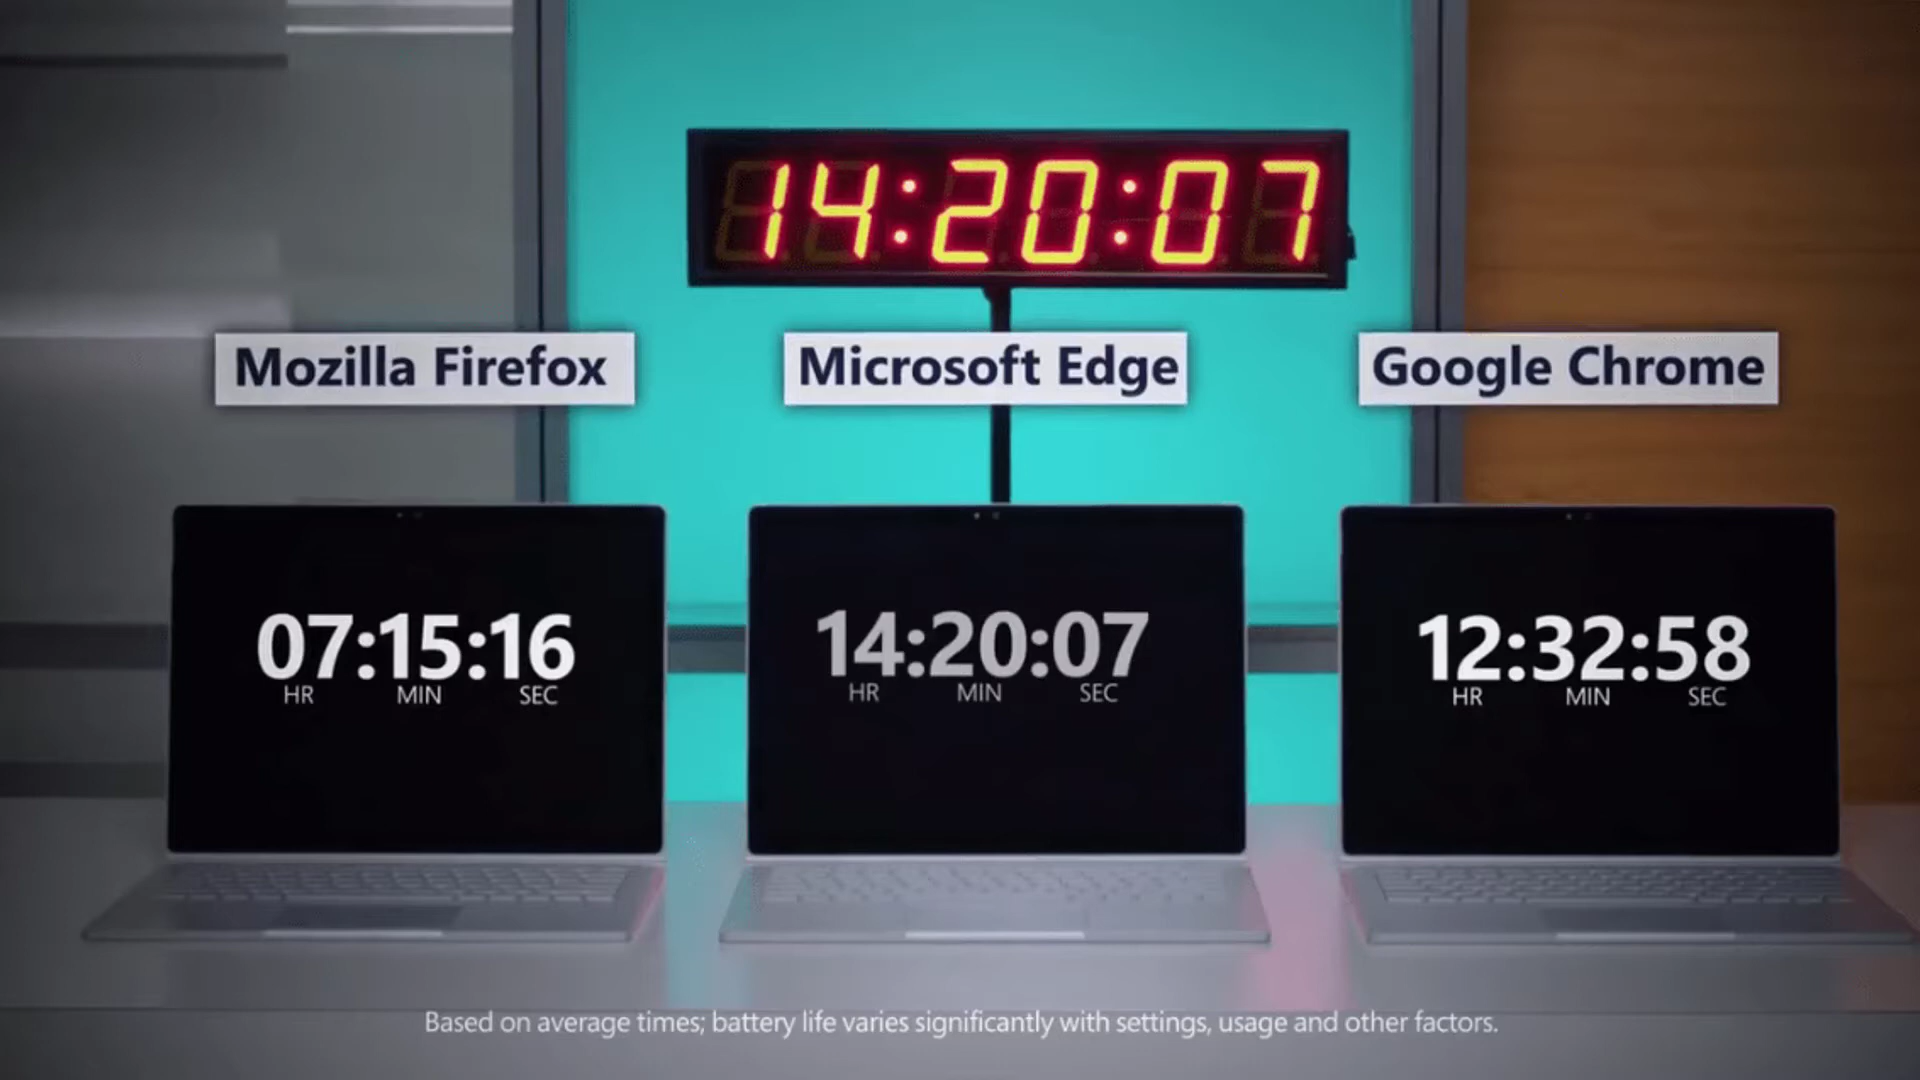 14:20:07
Mozilla Firefox
Microsoft Edge
Google Chrome
07:15:16
HR MIN SEC
14:20:07
HR MIN SEC
12:32:58
HR MIN SEC
Based on average times; battery life varies significantly with settings, usage and other factors.